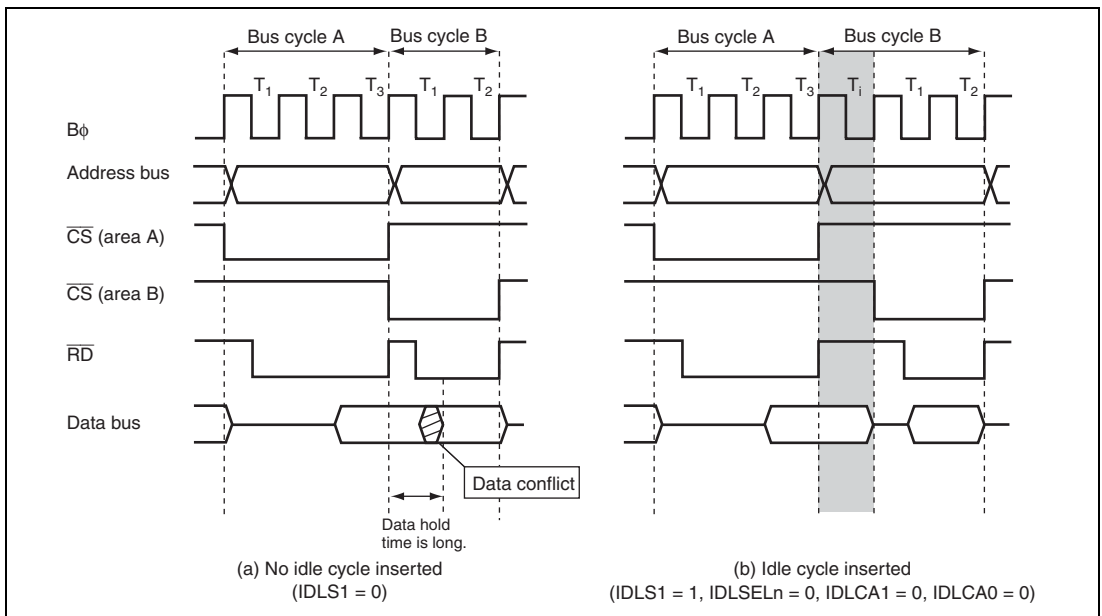 Bus cycle A Bus cycle B Bus cycle A Bus cycle B
T1 T2 T3 T1 T2 T1 T2 T3 Ti T1 T2
Bφ
Address bus
CS (area A)
CS (area B)
RD
Data bus
Data conflict
Data hold
time is long.
(a) No idle cycle inserted
(IDLS1 = 0)
(b) Idle cycle inserted
(IDLS1 = 1, IDLSELn = 0, IDLCA1 = 0, IDLCA0 = 0)